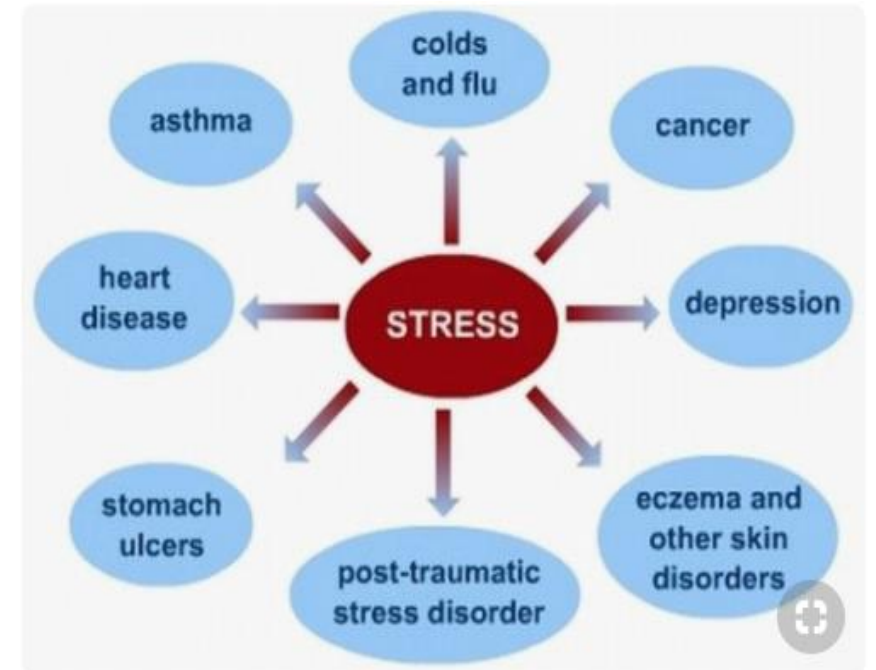 colds
and flu
asthma
cancer
heart
disease
STRESS
depression
stomach
ulcers
post-traumatic
stress disorder
eczema and
other skin
disorders